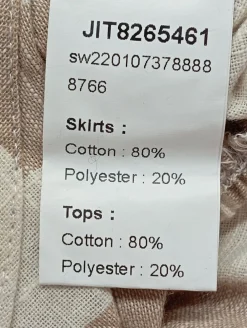 JIT8265461
sw220107378888
8766
Skirts :
Cotton : 80%
Polyester : 20%
Tops :
Cotton : 80%
Polyester : 20%